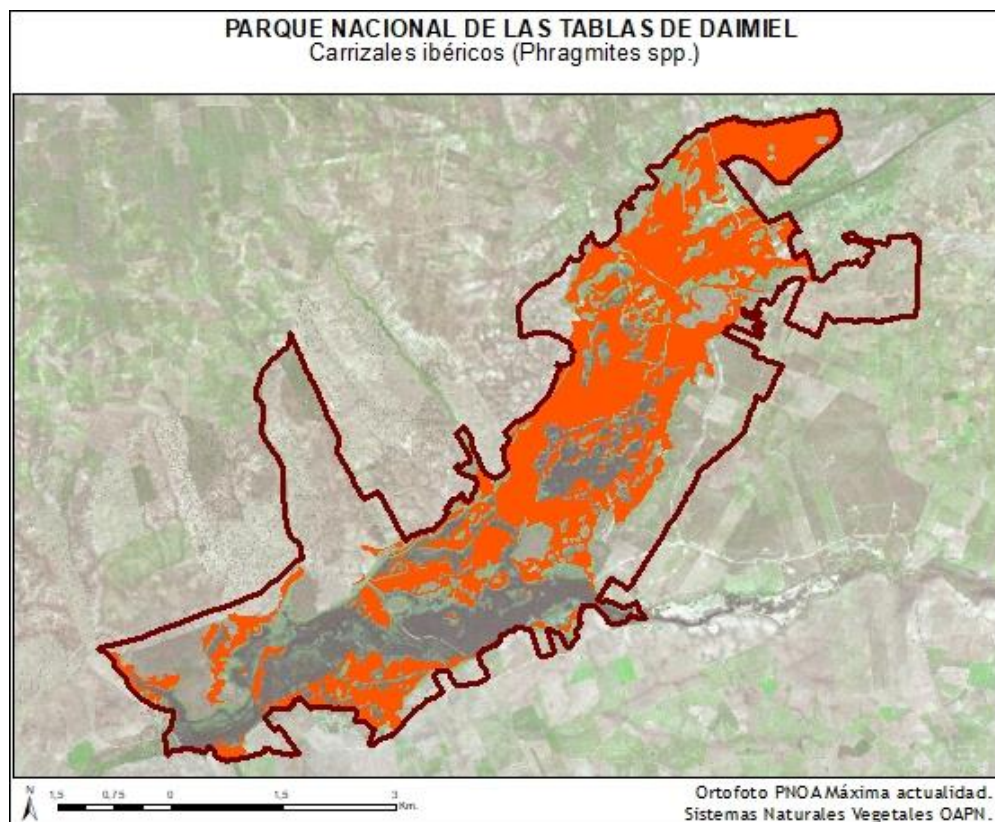 PARQUE NACIONAL DE LAS TABLAS DE DAIMIEL
Carrizales ibéricos (Phragmites spp.)
N
1,5 0,75 0 1,5 3
Km.
Ortofoto PNOA Máxima actualidad.
Sistemas Naturales Vegetales OAPN.